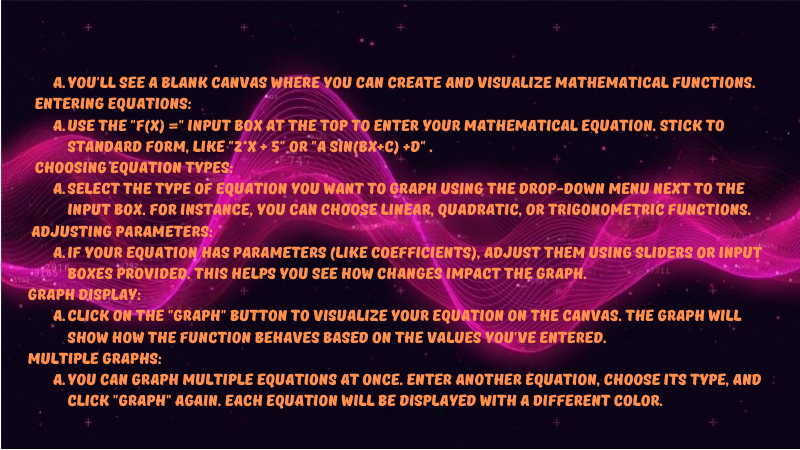 A. YOU'LL SEE A BLANK CANVAS WHERE YOU CAN CREATE AND VISUALIZE MATHEMATICAL FUNCTIONS.
ENTERING EQUATIONS:
A. USE THE "F(X) =" INPUT BOX AT THE TOP TO ENTER YOUR MATHEMATICAL EQUATION. STICK TO
STANDARD FORM, LIKE "2*X + 5" OR "A SIN(BX+C) +D" .
CHOOSING EQUATION TYPES:
A. SELECT THE TYPE OF EQUATION YOU WANT TO GRAPH USING THE DROP-DOWN MENU NEXT TO THE
INPUT BOX. FOR INSTANCE, YOU CAN CHOOSE LINEAR, QUADRATIC, OR TRIGONOMETRIC FUNCTIONS.
ADJUSTING PARAMETERS:
A. IF YOUR EQUATION HAS PARAMETERS (LIKE COEFFICIENTS), ADJUST THEM USING SLIDERS OR INPUT
BOXES PROVIDED. THIS HELPS YOU SEE HOW CHANGES IMPACT THE GRAPH.
GRAPH DISPLAY:
A. CLICK ON THE "GRAPH" BUTTON TO VISUALIZE YOUR EQUATION ON THE CANVAS. THE GRAPH WILL
SHOW HOW THE FUNCTION BEHAVES BASED ON THE VALUES YOU'VE ENTERED.
MULTIPLE GRAPHS:
A. YOU CAN GRAPH MULTIPLE EQUATIONS AT ONCE. ENTER ANOTHER EQUATION, CHOOSE ITS TYPE, AND
CLICK "GRAPH" AGAIN. EACH EQUATION WILL BE DISPLAYED WITH A DIFFERENT COLOR.